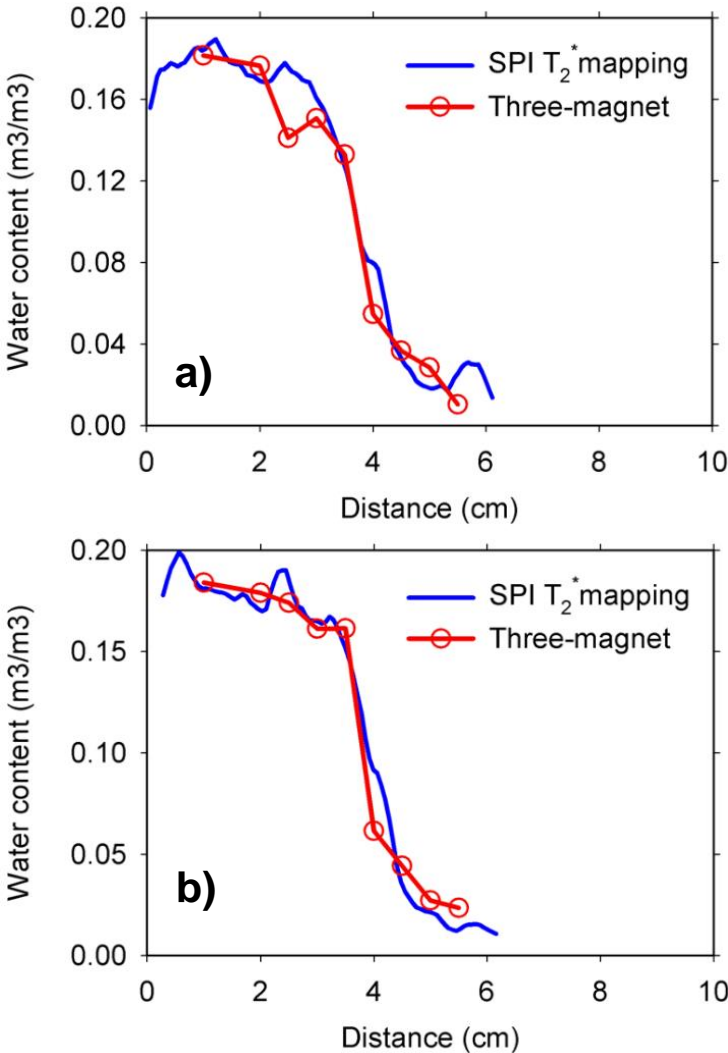 0.20
0.16
0.12
0.08
0.04
0.00
Water content (m3/m3)
SPI T2* mapping
Three-magnet
a)
0 2 4 6 8 10
Distance (cm)
0.20
0.15
0.10
0.05
0.00
Water content (m3/m3)
SPI T2* mapping
Three-magnet
b)
0 2 4 6 8 10
Distance (cm)